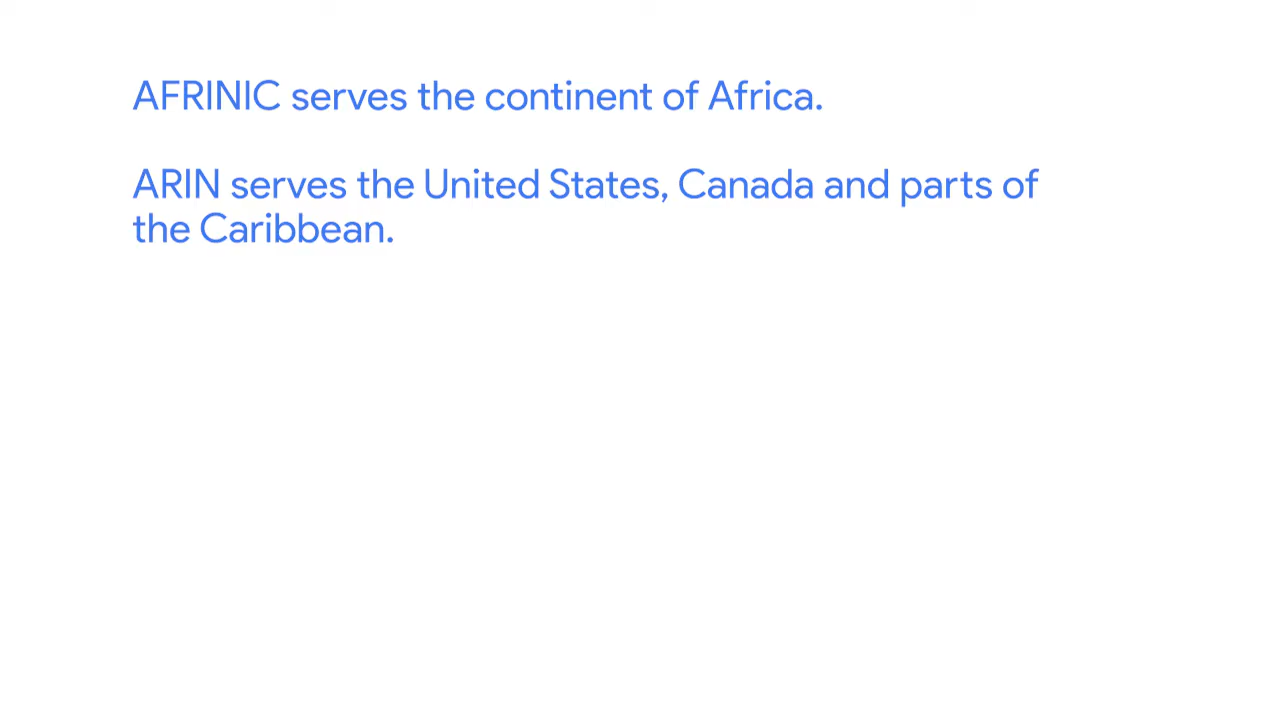 AFRINIC serves the continent of Africa.
ARIN serves the United States, Canada and parts of
the Caribbean.